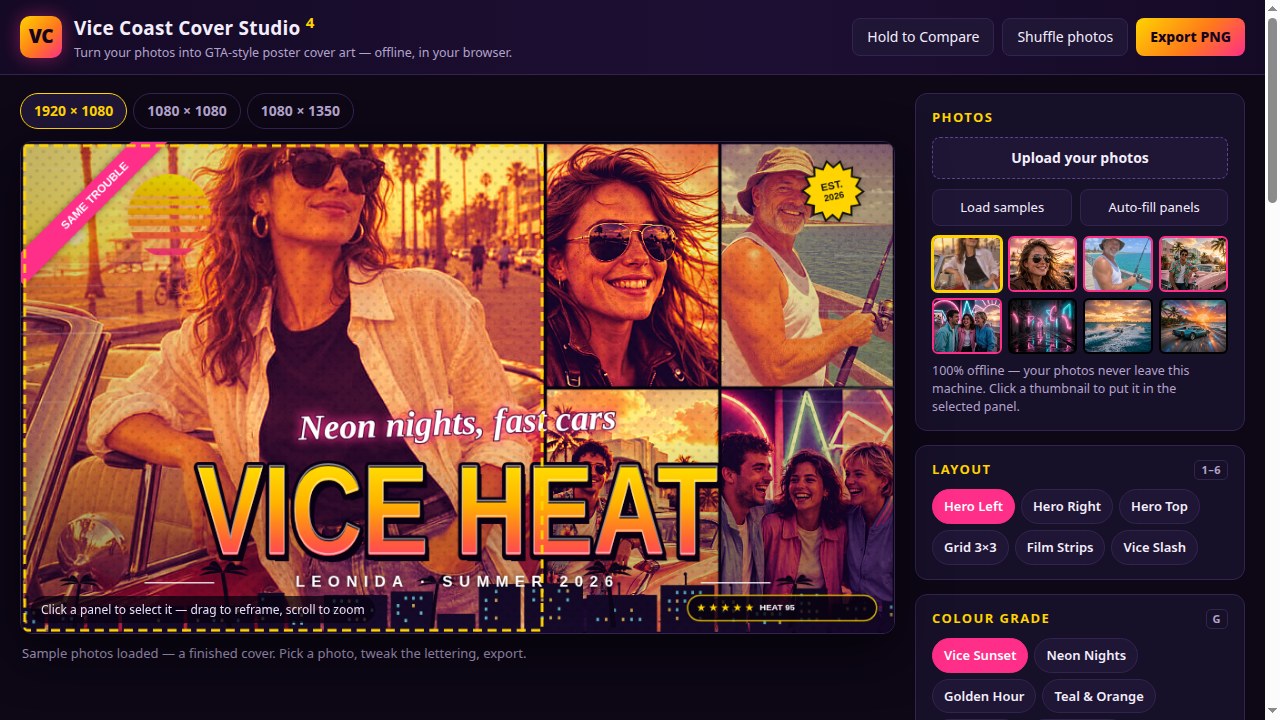 VC
Vice Coast Cover Studio 4
Turn your photos into GTA-style poster cover art — offline, in your browser.
Hold to Compare
Shuffle photos
Export PNG
1920 × 1080
1080 × 1080
1080 × 1350
SAME TROUBLE
EST.
2026
Neon nights, fast cars
VICE HEAT
LEONIDA · SUMMER 2026
Click a panel to select it — drag to reframe, scroll to zoom
★★★★★ HEAT 95
Sample photos loaded — a finished cover. Pick a photo, tweak the lettering, export.
PHOTOS
Upload your photos
Load samples
Auto-fill panels
100% offline — your photos never leave this
machine. Click a thumbnail to put it in the
selected panel.
LAYOUT
1–6
Hero Left
Hero Right
Hero Top
Grid 3×3
Film Strips
Vice Slash
COLOUR GRADE
G
Vice Sunset
Neon Nights
Golden Hour
Teal & Orange